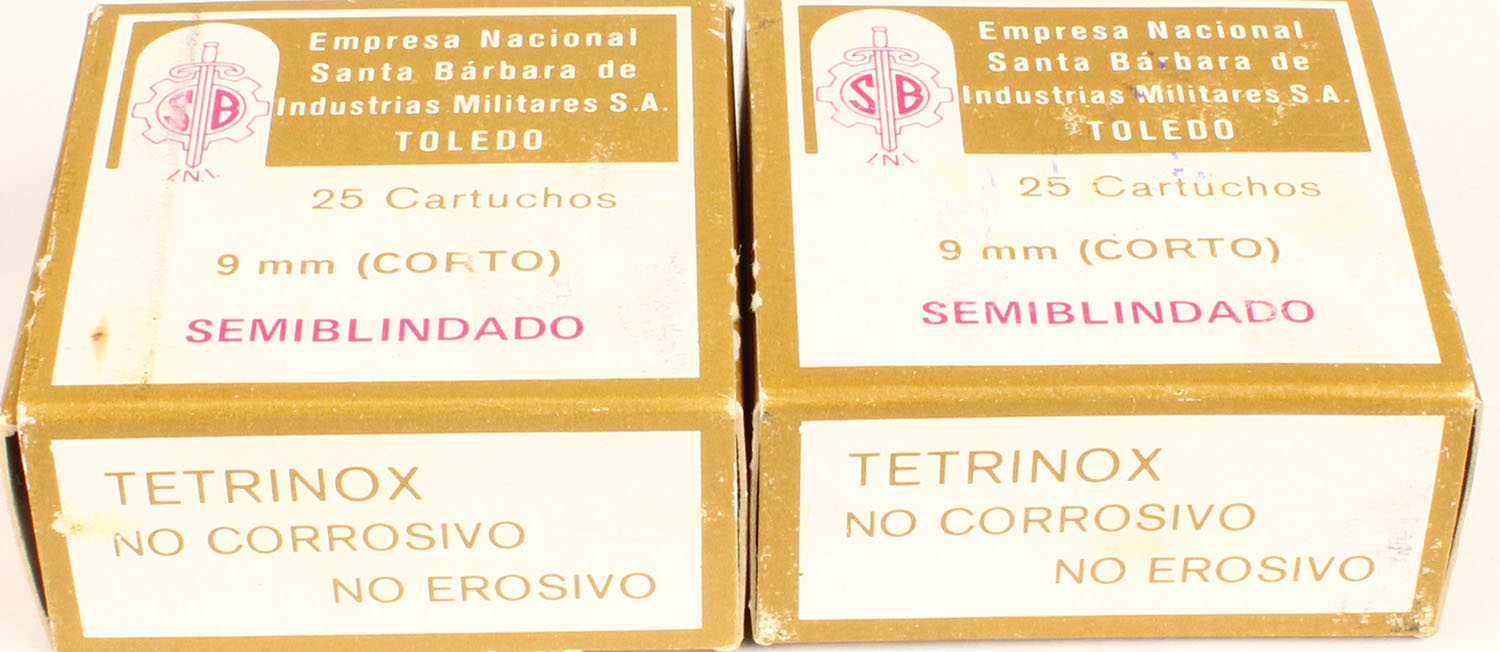 Empresa Nacional
Santa Bárbara de
Industrias Militares S.A.
TOLEDO
SB
I.N.I.
25 Cartuchos
9 mm (CORTO)
SEMIBLINDADO
TETRINOX
NO CORROSIVO
NO EROSIVO
Empresa Nacional
Santa Bárbara de
Industrias Militares S.A.
TOLEDO
SB
I.N.I.
25 Cartuchos
9 mm (CORTO)
SEMIBLINDADO
TETRINOX
NO CORROSIVO
NO EROSIVO